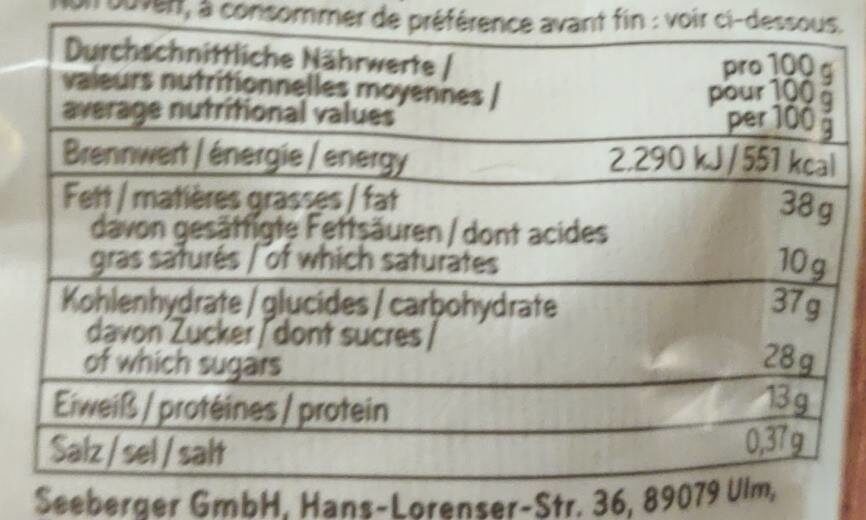 à consommer de préférence avant fin : voir ci-dessous.
Durchschnittliche Nährwerte / pro 100 g
valeurs nutritionnelles moyennes / pour 100 g
average nutritional values per 100 g
Brennwert / énergie / energy 2.290 kJ / 551 kcal
Fett / matières grasses / fat 38 g
davon gesättigte Fettsäuren / dont acides
gras saturés / of which saturates 10 g
Kohlenhydrate / glucides / carbohydrate 37 g
davon Zucker / dont sucres /
of which sugars 28 g
Eiweiß / protéines / protein 13 g
Salz / sel / salt 0,37 g
Seeberger GmbH, Hans-Lorenser-Str. 36, 89079 Ulm,